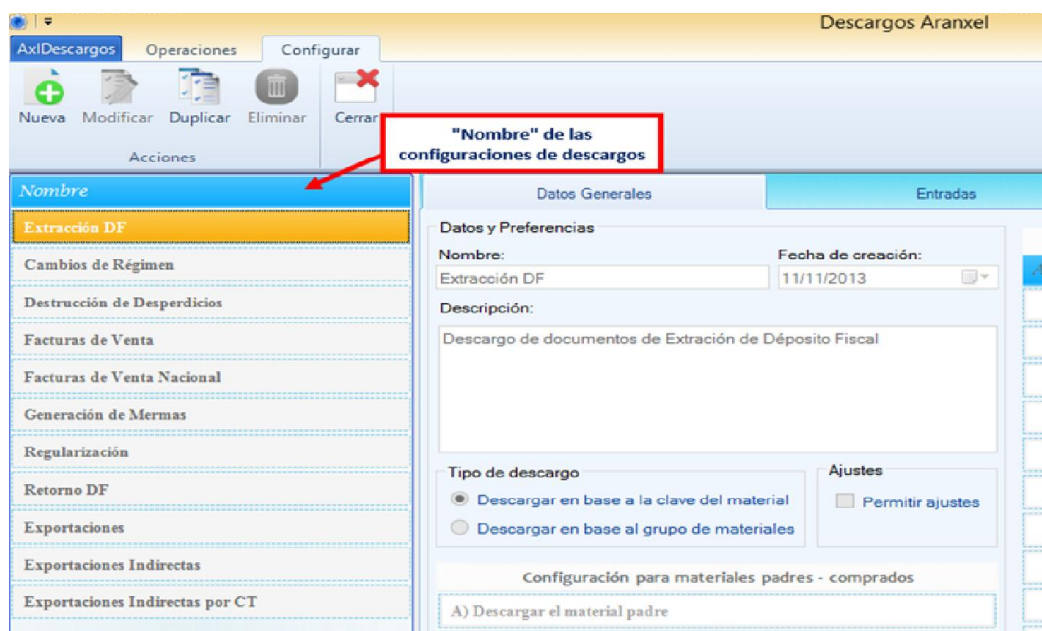 Descargos Aranxel
AxlDescargos Operaciones Configurar
Nueva Modificar Duplicar Eliminar Cerrar
Acciones
"Nombre" de las
configuraciones de descargos
Nombre
Extracción DF
Cambios de Régimen
Destrucción de Desperdicios
Facturas de Venta
Facturas de Venta Nacional
Generación de Mermas
Regularización
Retorno DF
Exportaciones
Exportaciones Indirectas
Exportaciones Indirectas por CT
Datos Generales Entradas
Datos y Preferencias
Nombre: Fecha de creación:
Extracción DF 11/11/2013
Descripción:
Descargo de documentos de Extración de Déposito Fiscal
Tipo de descargo Ajustes
Descargar en base a la clave del material Permitir ajustes
Descargar en base al grupo de materiales
Configuración para materiales padres - comprados
A) Descargar el material padre